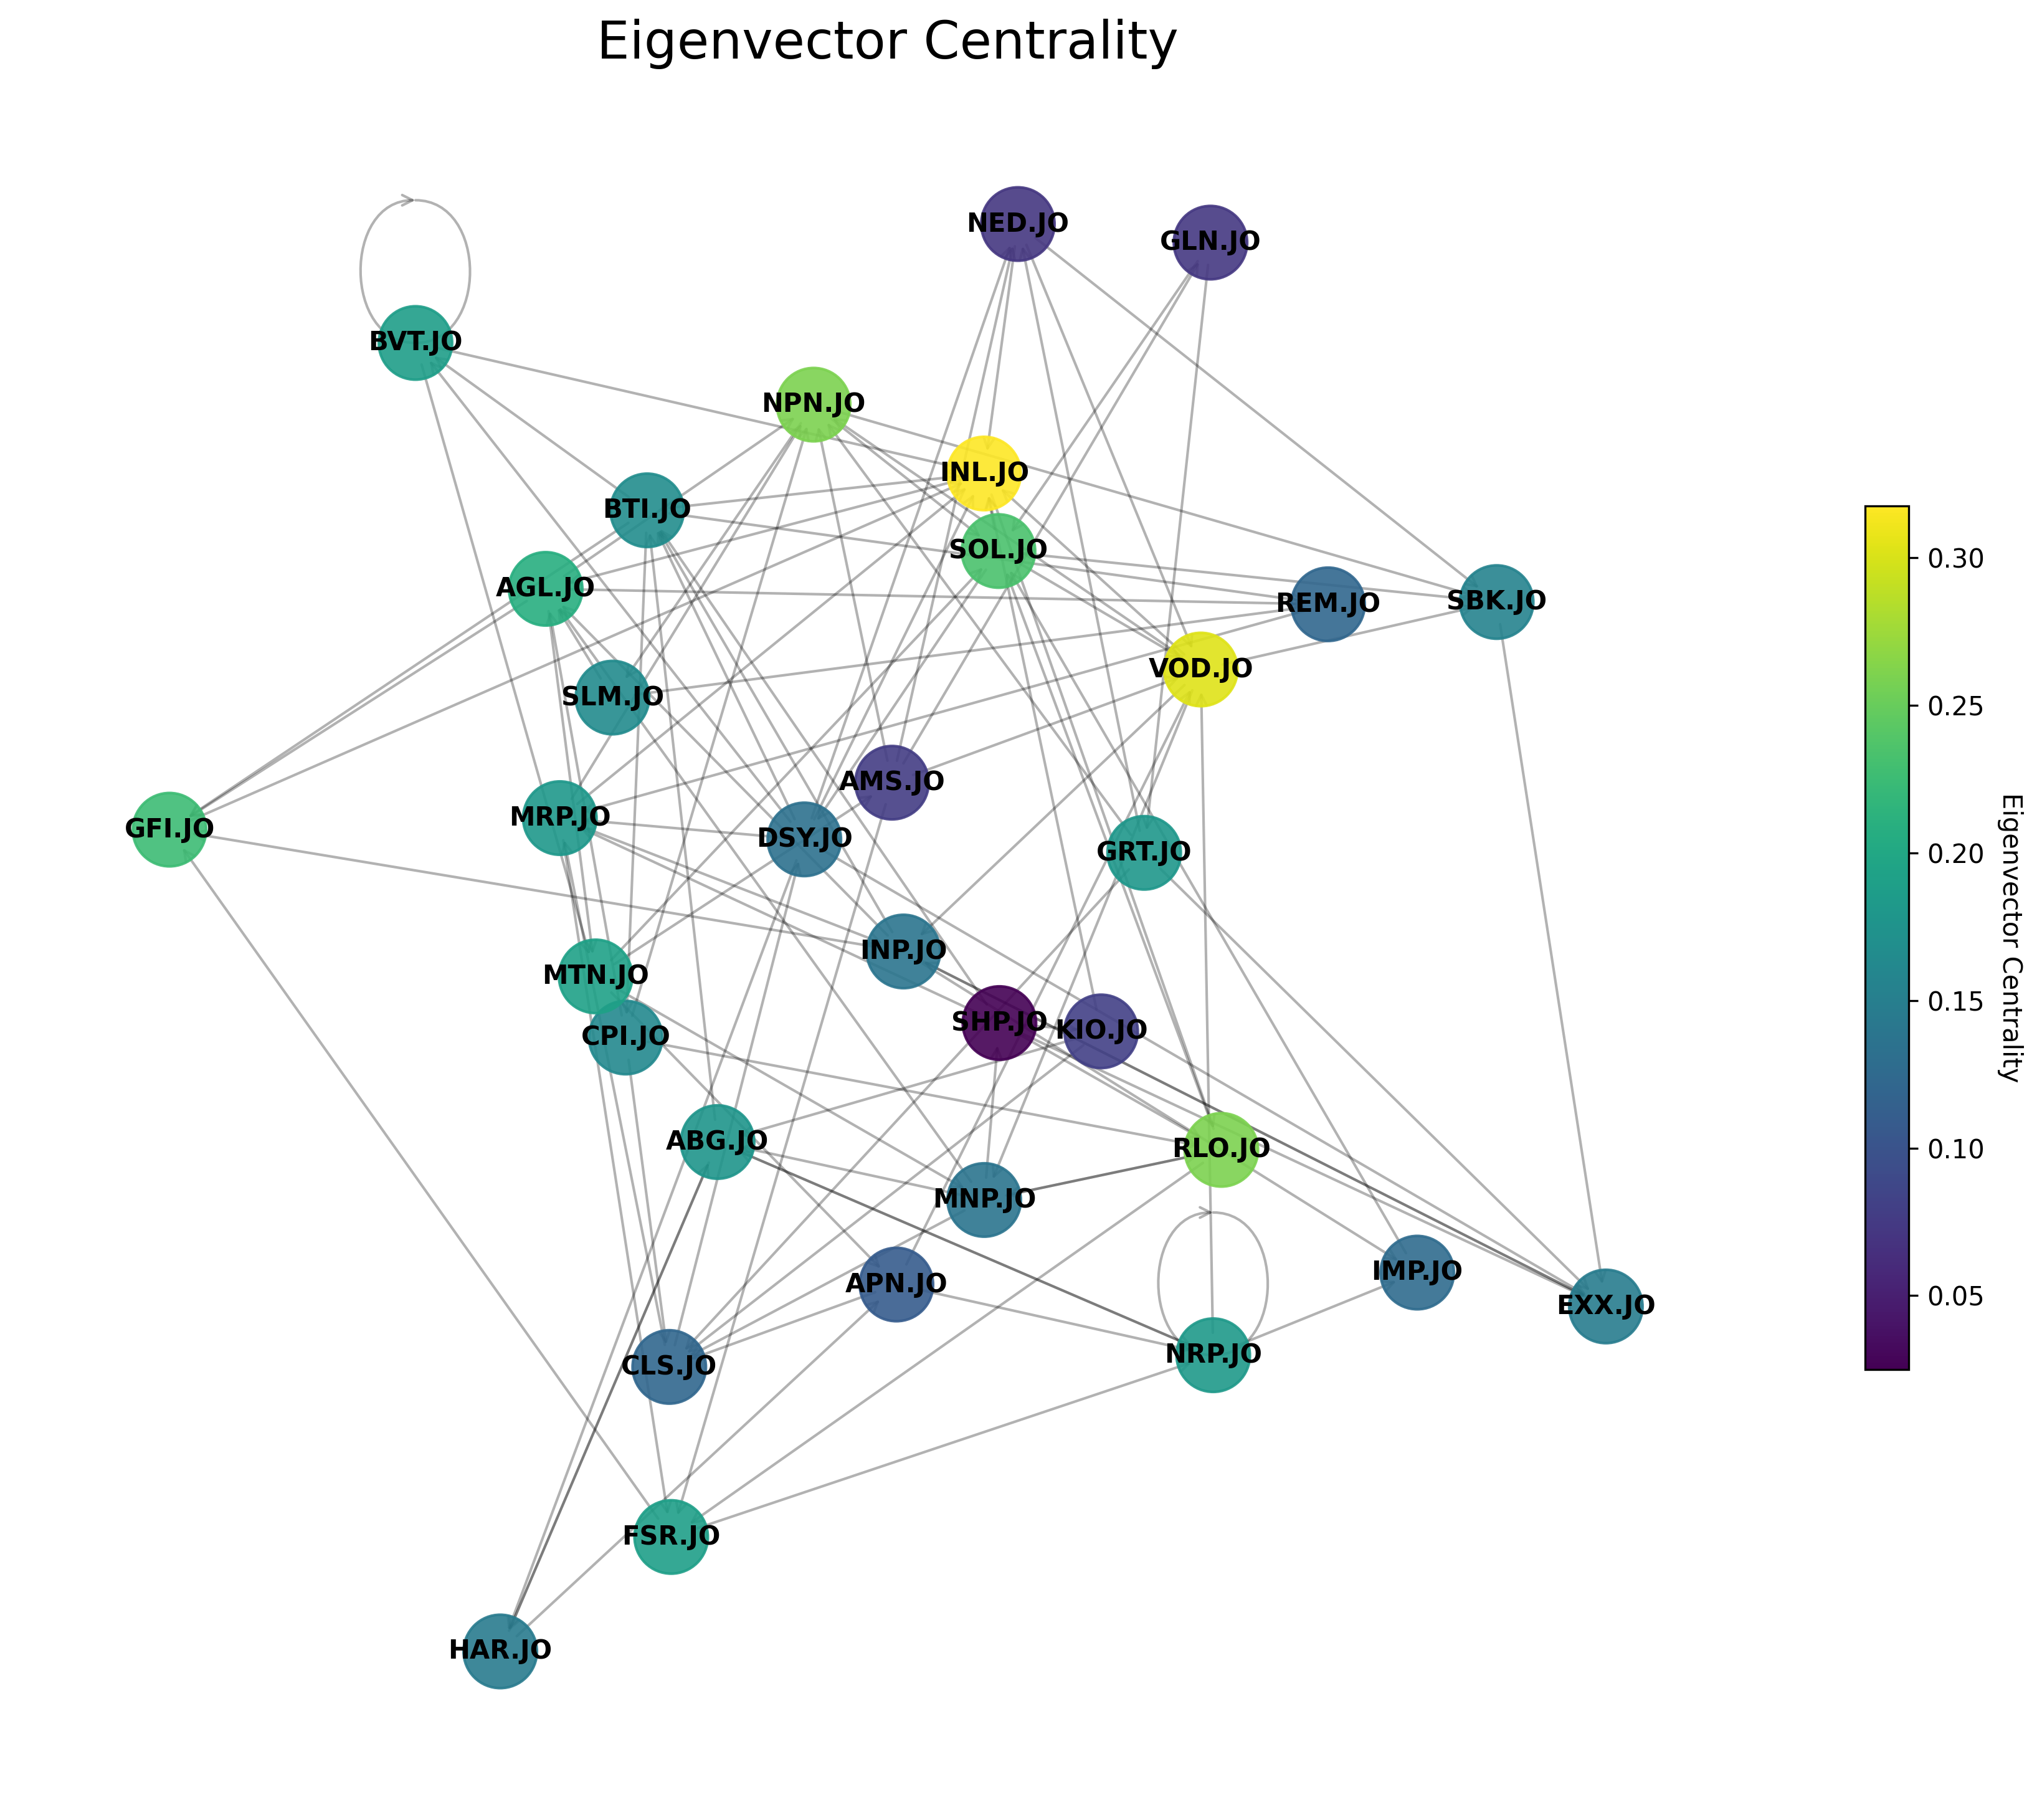 Eigenvector Centrality
NED.JO
GLN.JO
BVT.JO
NPN.JO
INL.JO
BTI.JO
SOL.JO
AGL.JO
REM.JO
SBK.JO
VOD.JO
SLM.JO
AMS.JO
MRP.JO
GFI.JO
DSY.JO
GRT.JO
INP.JO
MTN.JO
SHP.JO
KIO.JO
CPI.JO
ABG.JO
RLO.JO
MNP.JO
APN.JO
IMP.JO
EXX.JO
CLS.JO
NRP.JO
FSR.JO
HAR.JO
0.30
0.25
0.20
0.15
0.10
0.05
Eigenvector Centrality